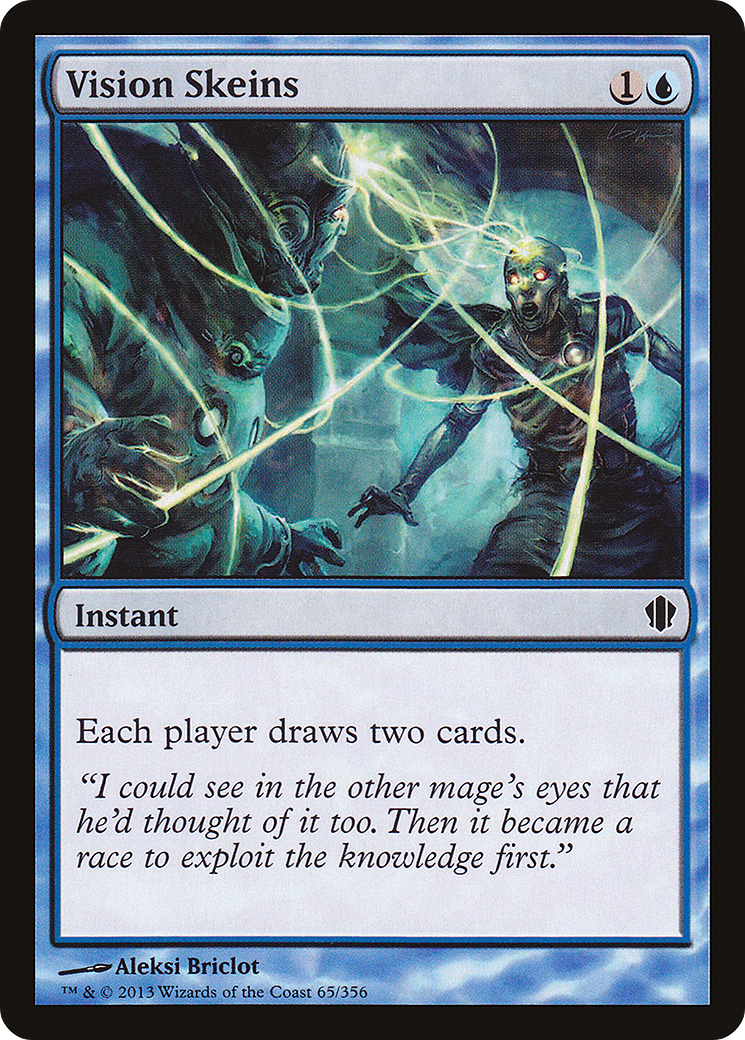 Vision Skeins 1
Instant
Each player draws two cards.
“I could see in the other mage’s eyes that
he’d thought of it too. Then it became a
race to exploit the knowledge first.”
Aleksi Briclot
™ & © 2013 Wizards of the Coast 65/356